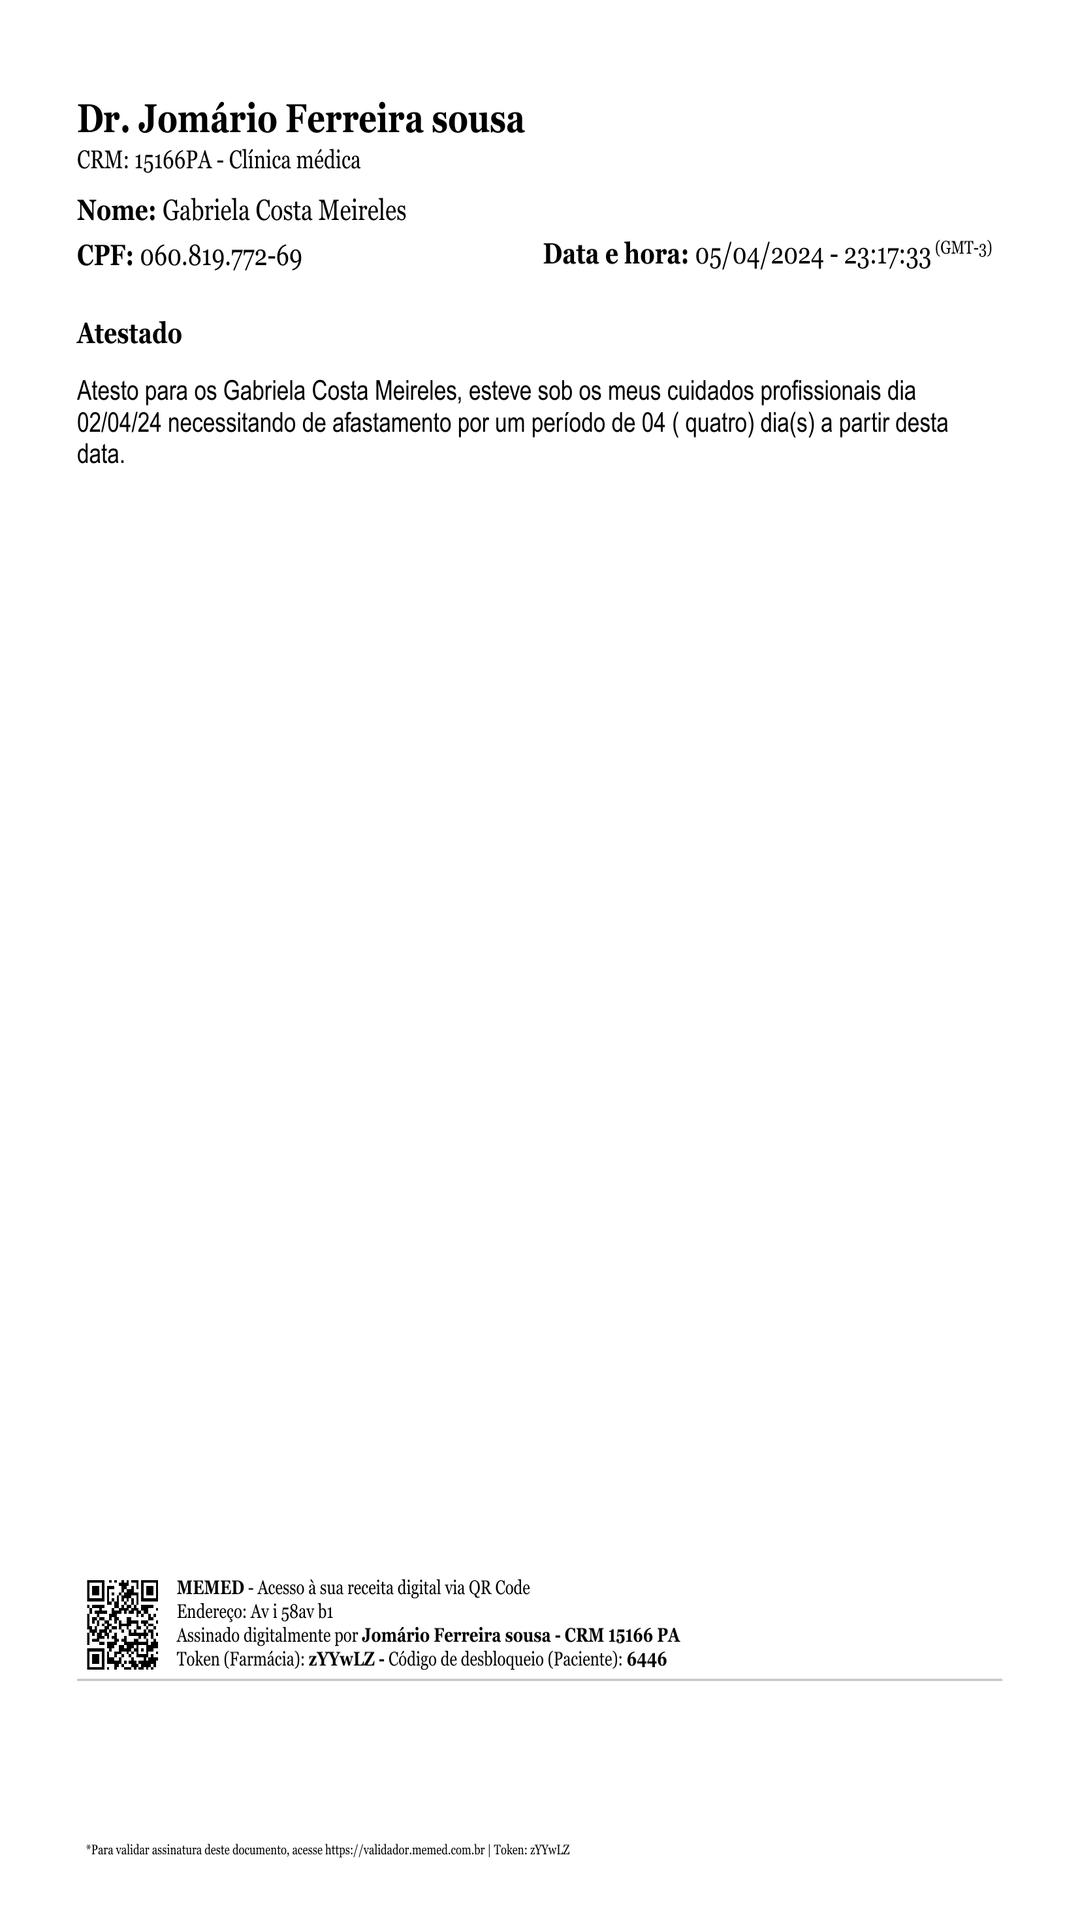 Dr. Jomário Ferreira sousa
CRM: 15166PA - Clínica médica
Nome: Gabriela Costa Meireles
CPF: 060.819.772-69
Data e hora: 05/04/2024 - 23:17:33 (GMT-3)
Atestado
Atesto para os Gabriela Costa Meireles, esteve sob os meus cuidados profissionais dia
02/04/24 necessitando de afastamento por um período de 04 ( quatro) dia(s) a partir desta
data.
MEMED - Acesso à sua receita digital via QR Code
Endereço: Av i 58av b1
Assinado digitalmente por Jomário Ferreira sousa - CRM 15166 PA
Token (Farmácia): zYYwLZ - Código de desbloqueio (Paciente): 6446
*Para validar assinatura deste documento, acesse https://validador.memed.com.br | Token: zYYwLZ